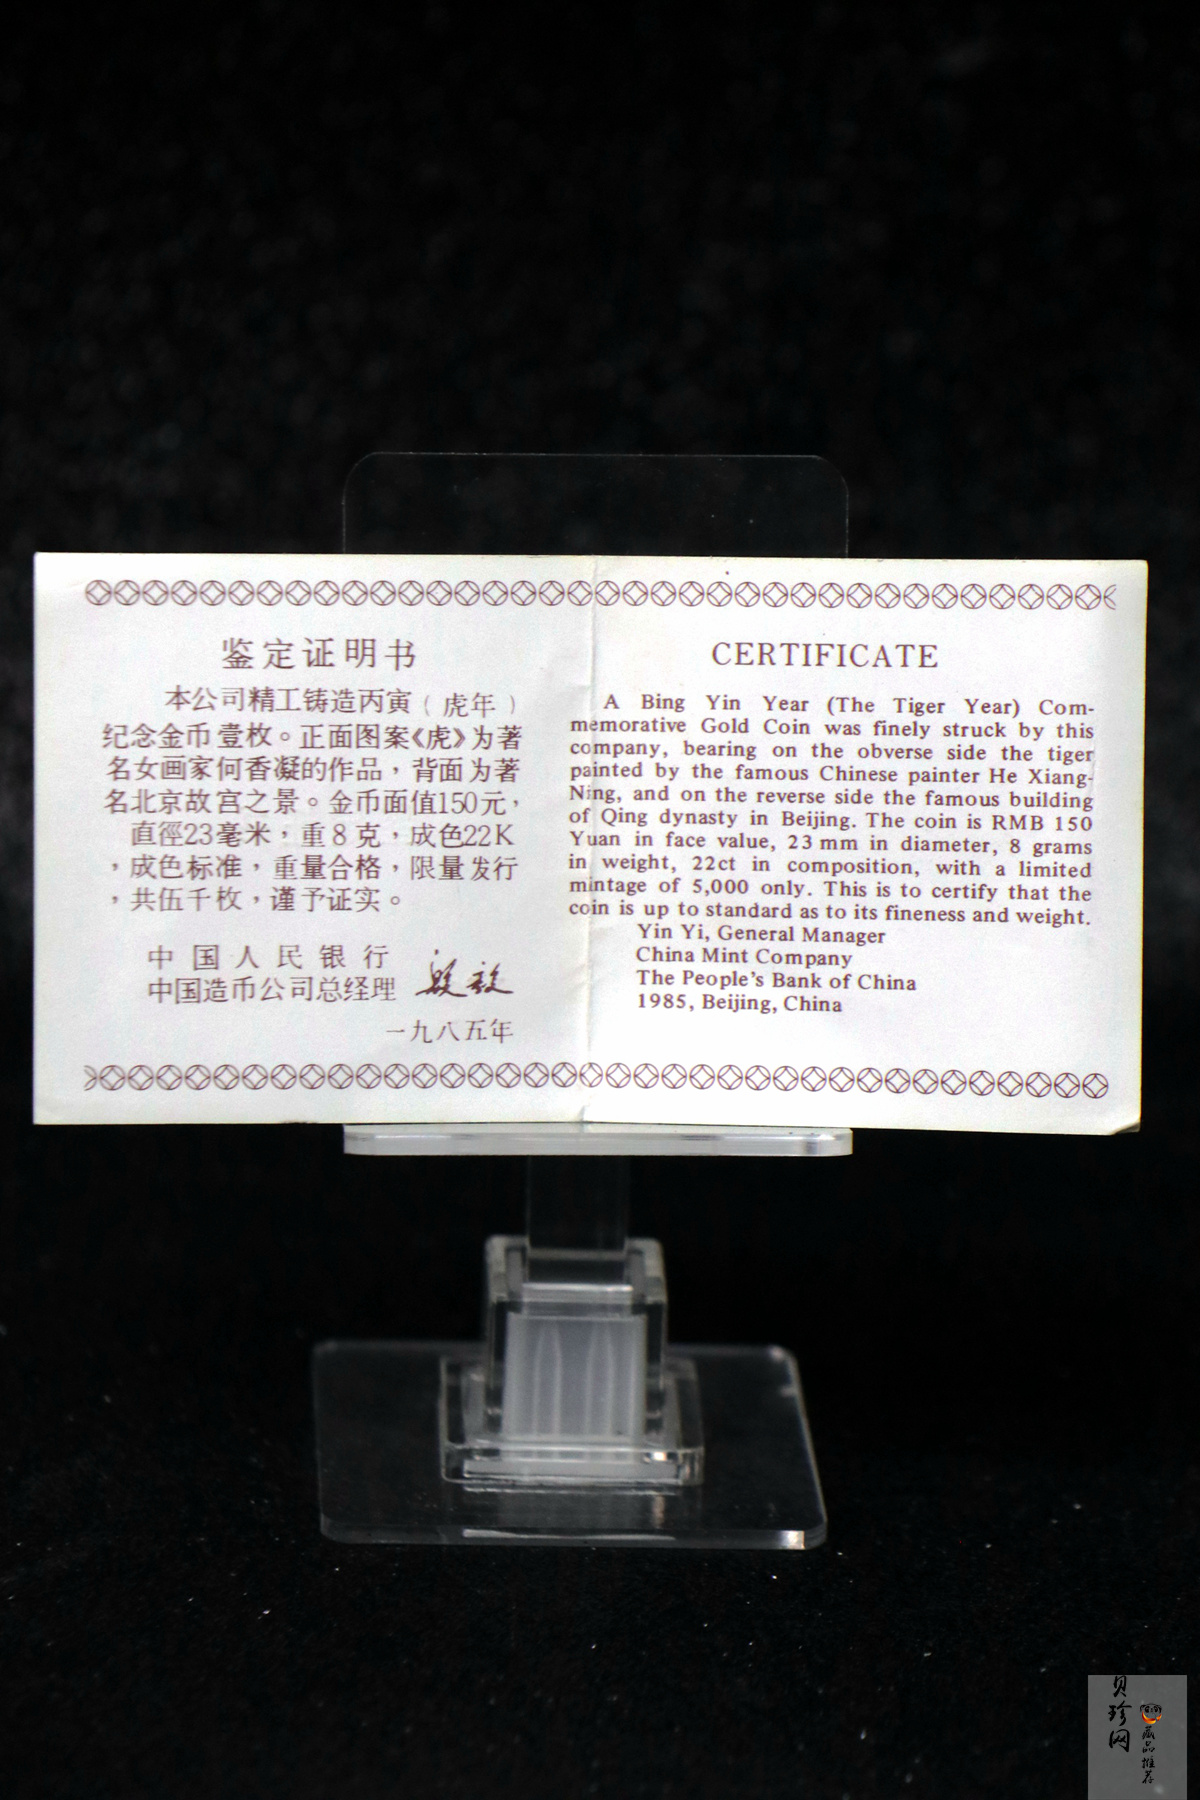 鉴定证明书
本公司精工铸造丙寅（虎年）
纪念金币壹枚。正面图案《虎》为著
名女画家何香凝的作品，背面为著
名北京故宫之景。金币面值150元，
直徑23毫米，重8克，成色22K
，成色标准，重量合格，限量发行
，共伍千枚，谨予证实。
中国人民银行
中国造币公司总经理 殷毅
一九八五年
CERTIFICATE
A Bing Yin Year (The Tiger Year) Com-
memorative Gold Coin was finely struck by this
company, bearing on the obverse side the tiger
painted by the famous Chinese painter He Xiang-
Ning, and on the reverse side the famous building
of Qing dynasty in Beijing. The coin is RMB 150
Yuan in face value, 23 mm in diameter, 8 grams
in weight, 22ct in composition, with a limited
mintage of 5,000 only. This is to certify that the
coin is up to standard as to its fineness and weight.
Yin Yi, General Manager
China Mint Company
The People's Bank of China
1985, Beijing, China
贝珍网
藏品推荐